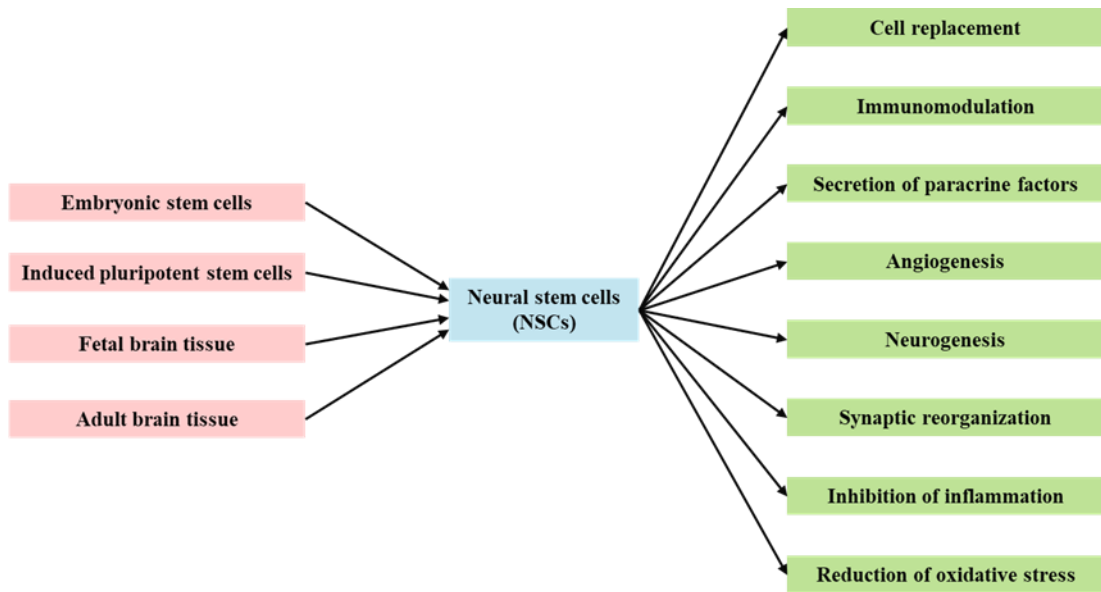 Embryonic stem cells
Induced pluripotent stem cells
Fetal brain tissue
Adult brain tissue
Neural stem cells
(NSCs)
Cell replacement
Immunomodulation
Secretion of paracrine factors
Angiogenesis
Neurogenesis
Synaptic reorganization
Inhibition of inflammation
Reduction of oxidative stress